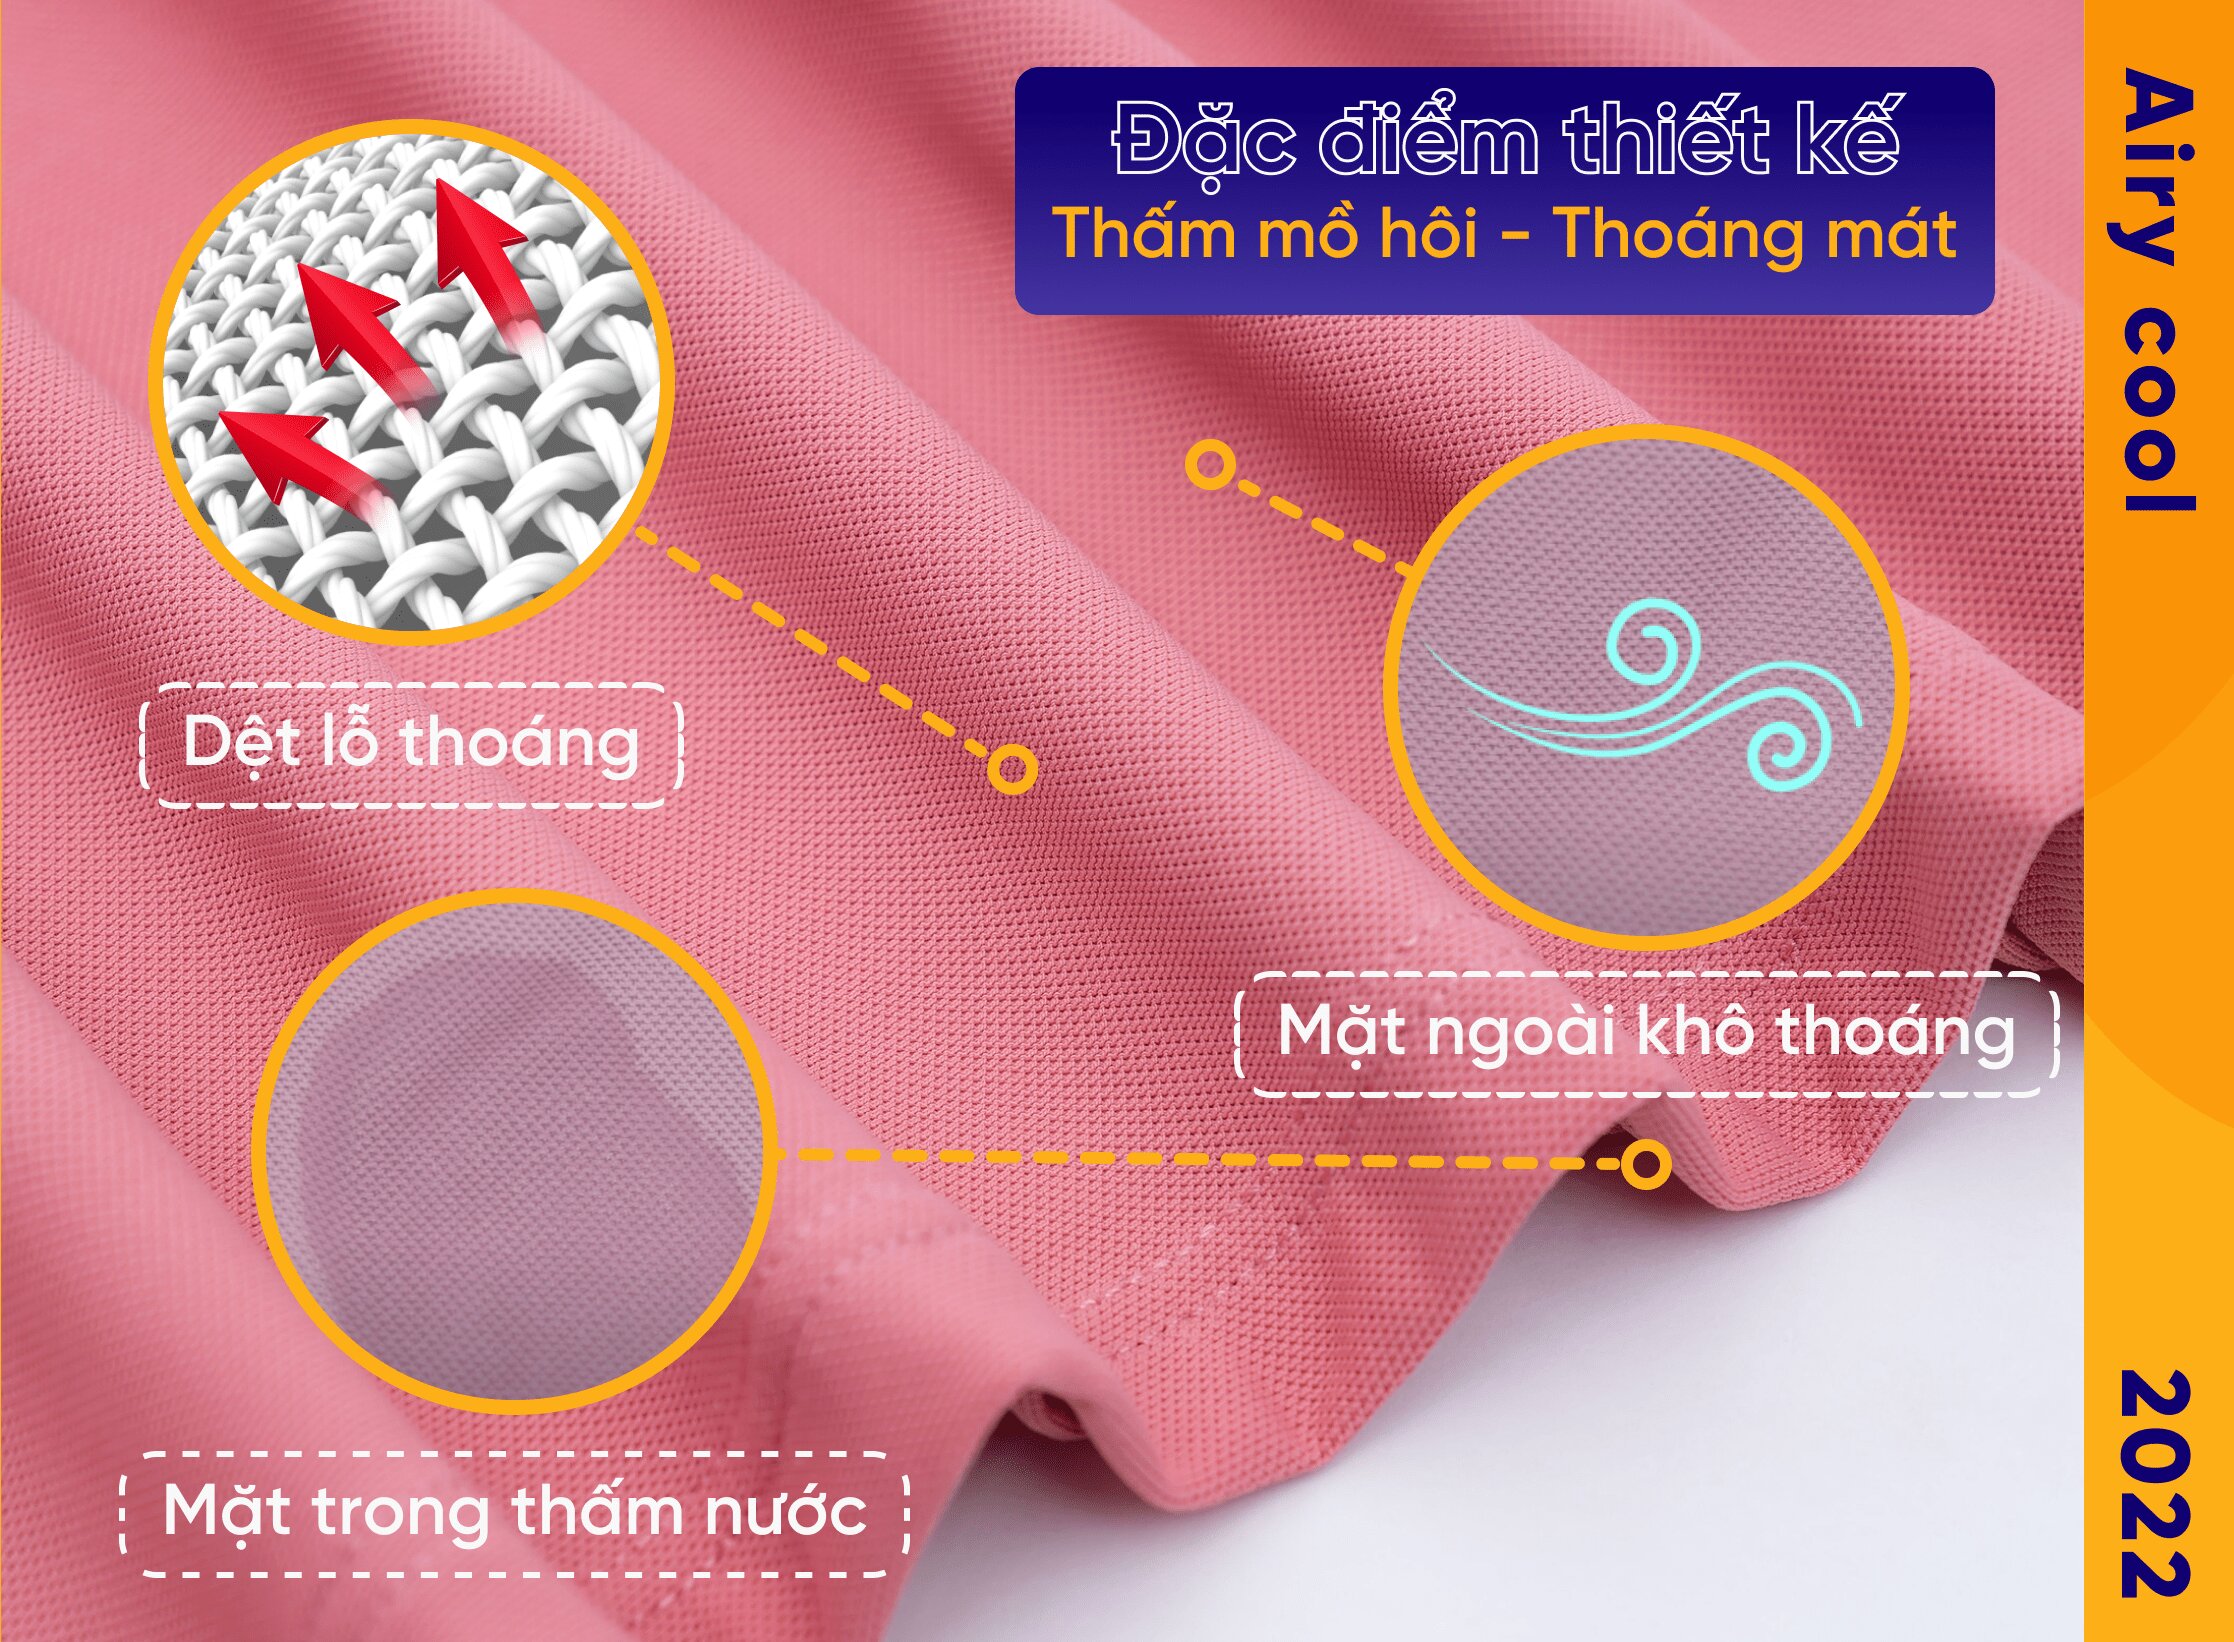 Đặc điểm thiết kế
Thấm mồ hôi - Thoáng mát
Dệt lỗ thoáng
Mặt ngoài khô thoáng
Mặt trong thấm nước
Airy cool
2022